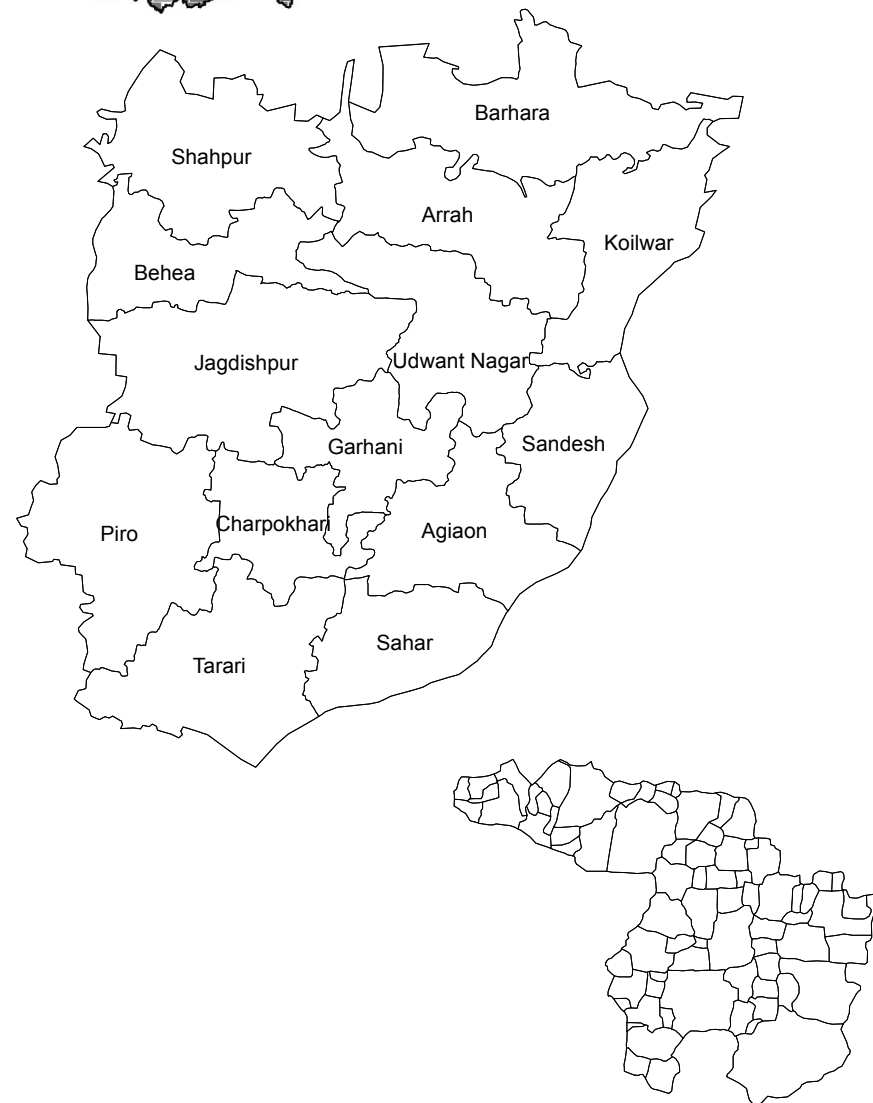 Barhara
Shahpur
Arrah
Koilwar
Behea
Jagdishpur
Udwant Nagar
Garhani
Sandesh
Charpokhari
Piro
Agiaon
Sahar
Tarari